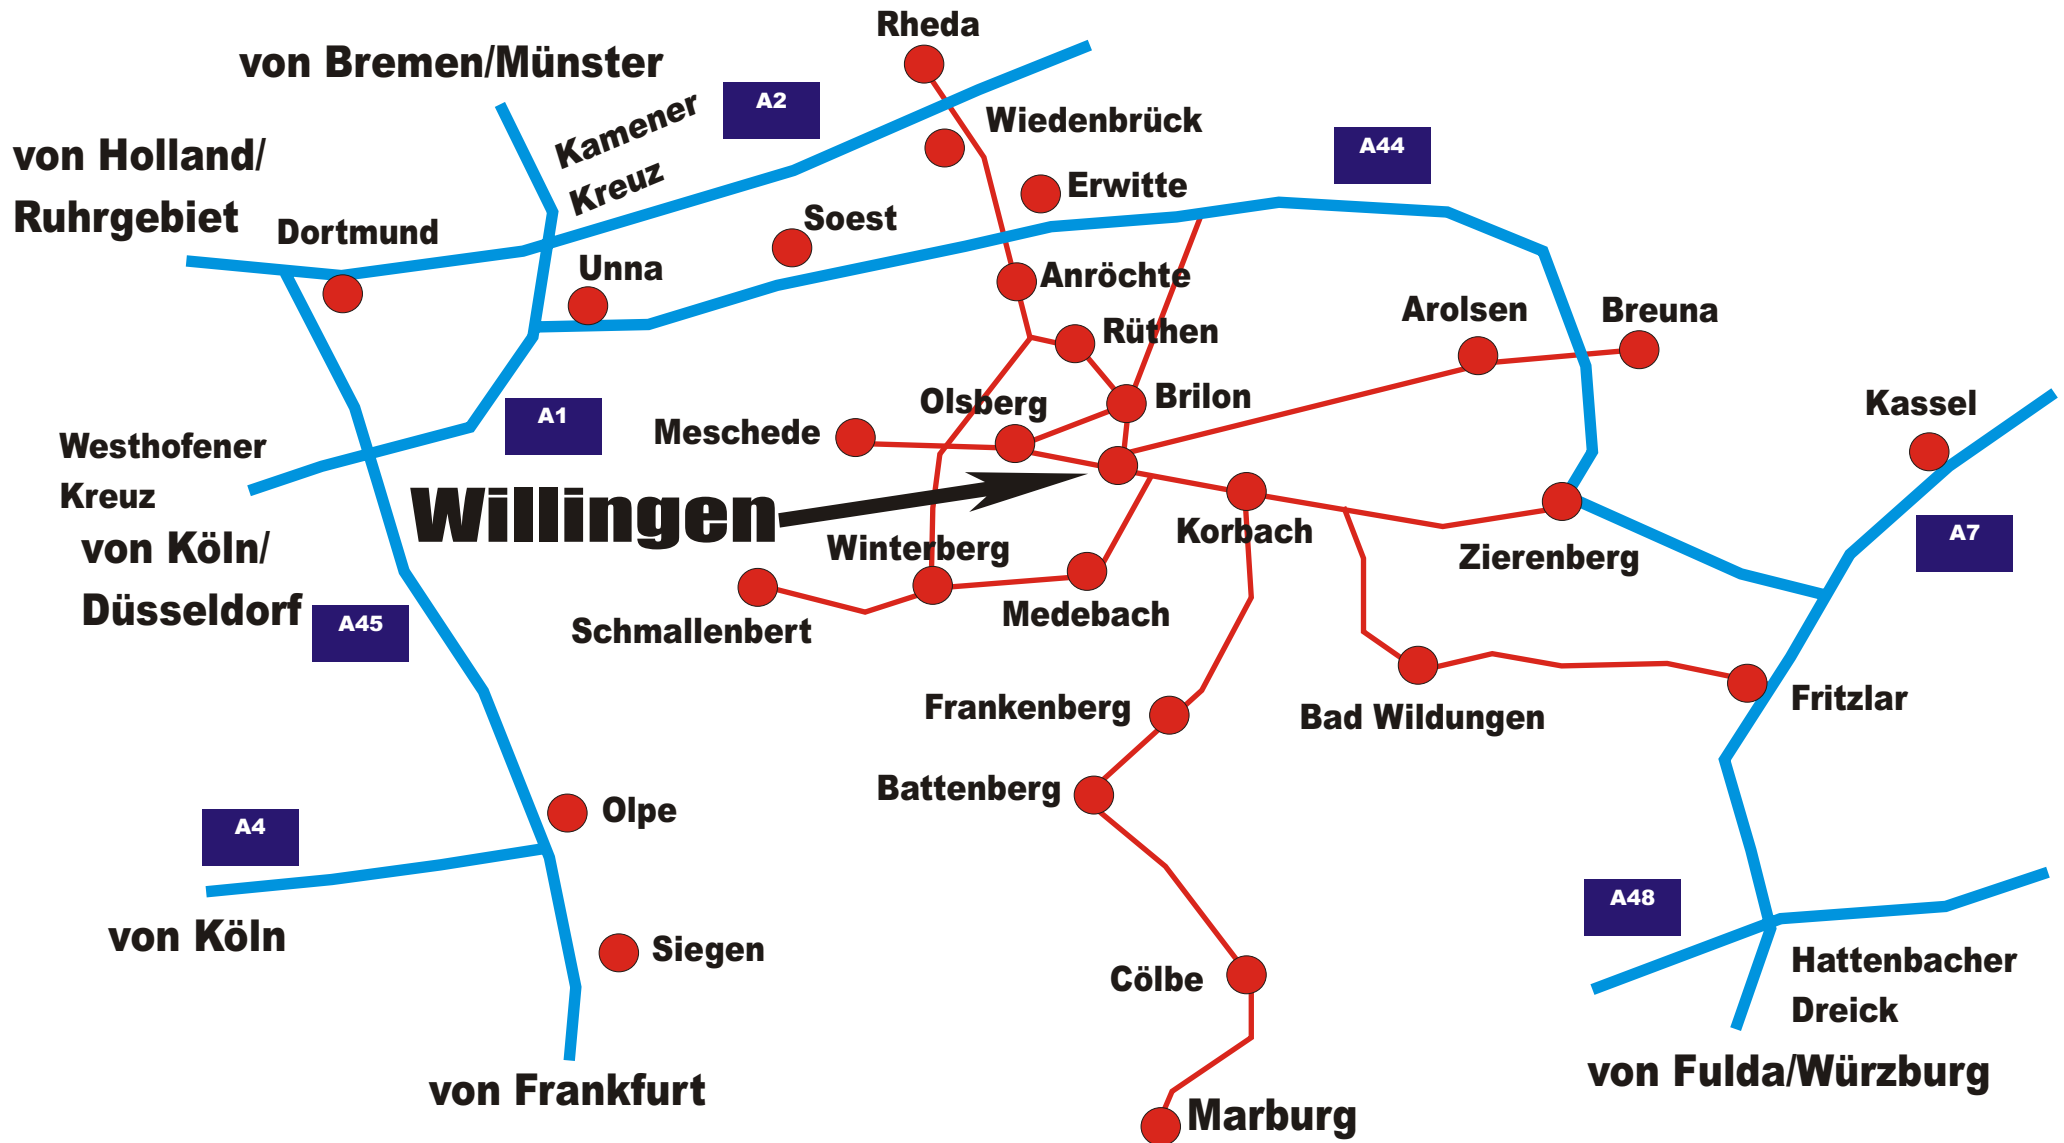 Rheda
von Bremen/Münster
A2
Kamener
Kreuz
Wiedenbrück
A44
von Holland/
Ruhrgebiet
Erwitte
Soest
Dortmund
Unna
Anröchte
Arolsen
Breuna
Rüthen
Olsberg
Brilon
Kassel
A1
Meschede
Westhofener
Kreuz
Willingen
Korbach
A7
von Köln/
Düsseldorf
Winterberg
Zierenberg
A45
Schmallenbert
Medebach
Frankenberg
Bad Wildungen
Fritzlar
Battenberg
Olpe
A4
A48
von Köln
Siegen
Cölbe
Hattenbacher
Dreick
von Fulda/Würzburg
von Frankfurt
Marburg